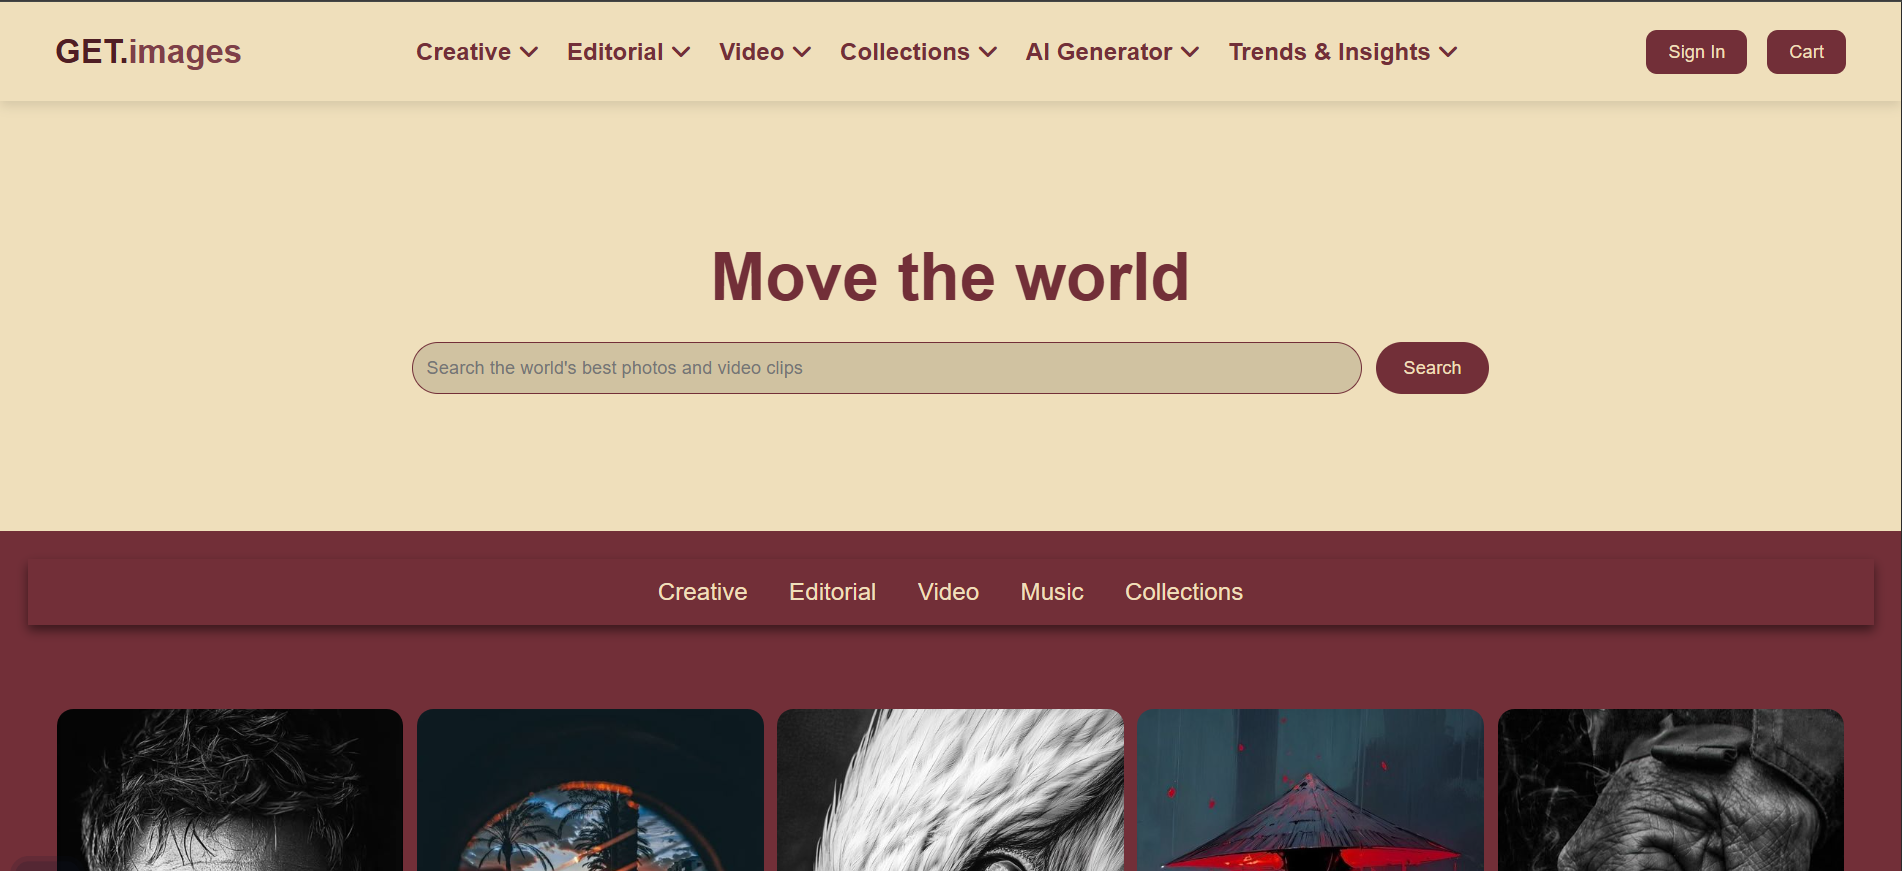 GET.images Creative Editorial Video Collections AI Generator Trends & Insights Sign In Cart
Move the world
Search the world's best photos and video clips Search
Creative Editorial Video Music Collections